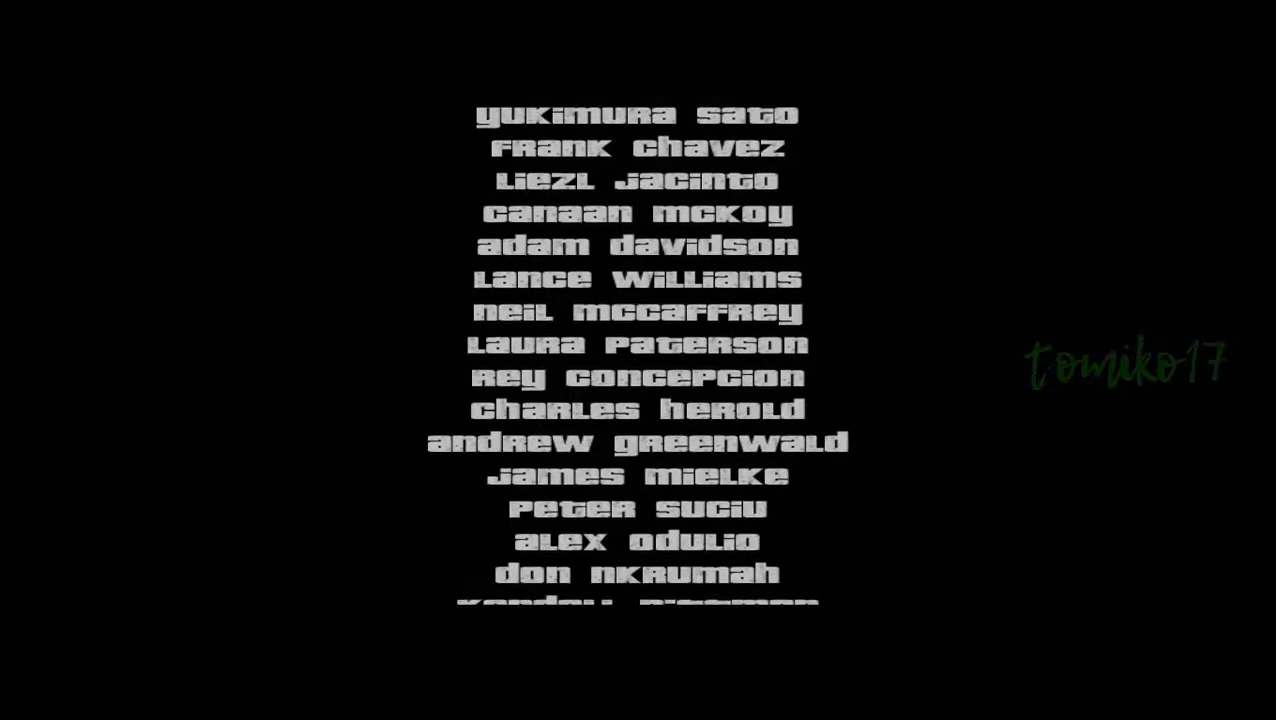 Yukimura Sato
Frank Chavez
Liezl Jacinto
Canaan McKoy
Adam Davidson
Lance Williams
Neil McCaffrey
Laura Paterson
Rey Concepcion
Charles Herold
Andrew Greenwald
James Mielke
Peter Suciu
Alex Odulio
Don Nkrumah
tomiko17